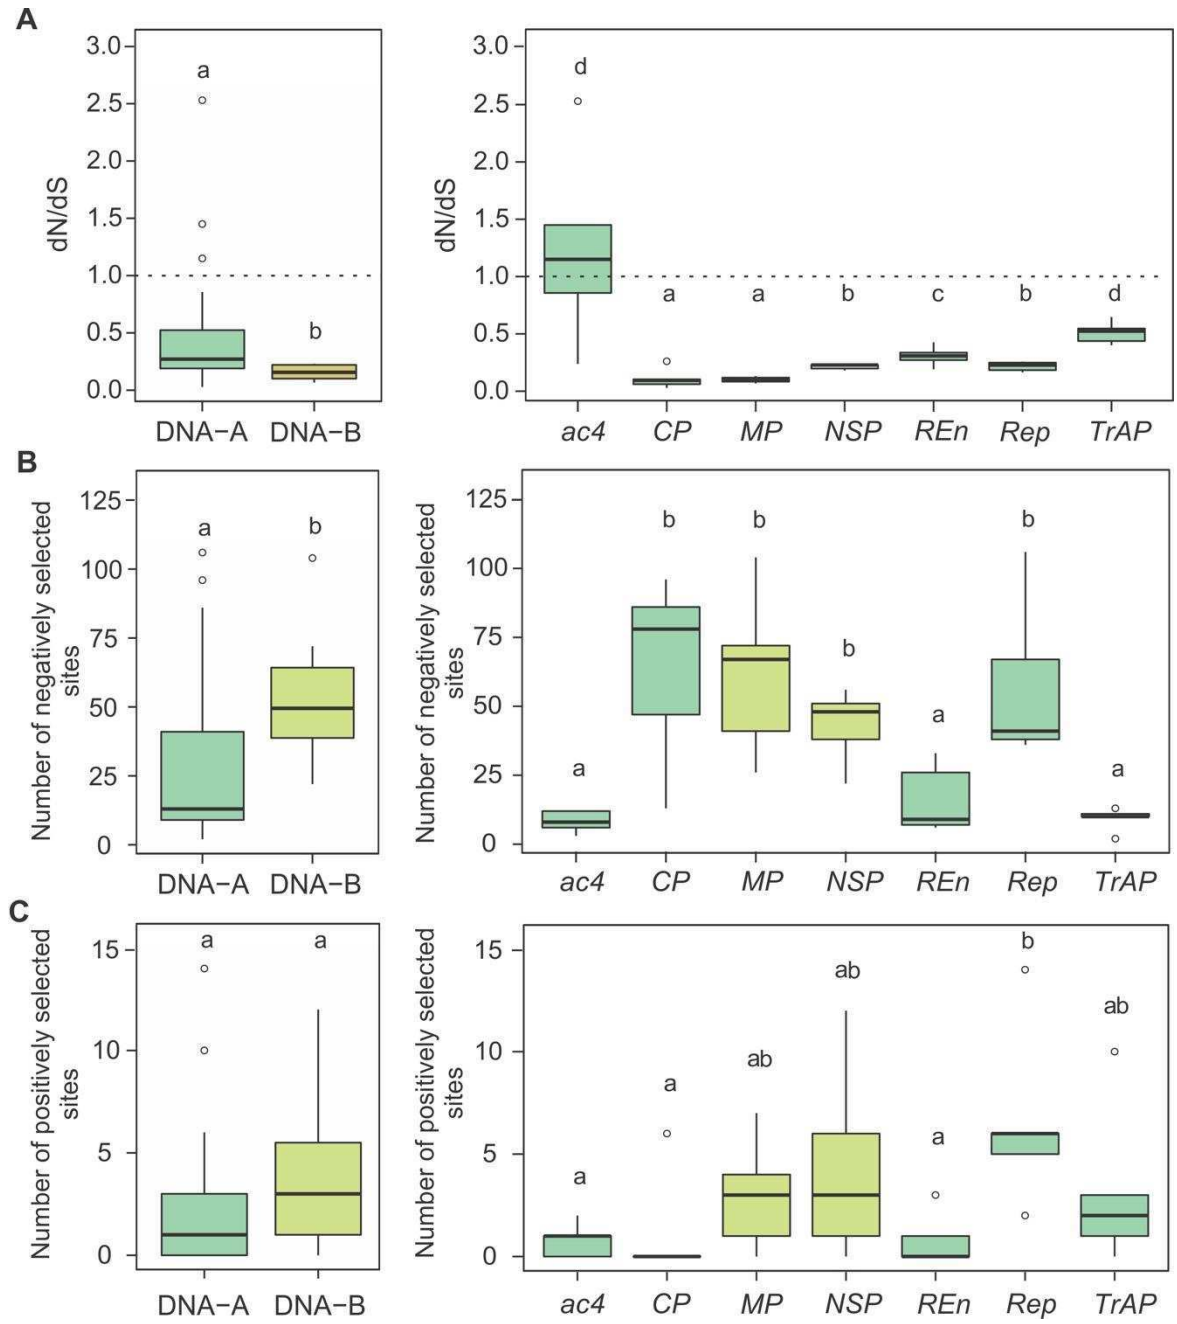 A
3.0
2.5
2.0
1.5
1.0
0.5
0.0
dN/dS
a
b
DNA−A
DNA−B
3.0
2.5
2.0
1.5
1.0
0.5
0.0
dN/dS
d
a
a
b
c
b
d
ac4
CP
MP
NSP
REn
Rep
TrAP
B
125
100
75
50
25
0
Number of negatively selected
sites
a
b
DNA−A
DNA−B
125
100
75
50
25
0
Number of negatively selected
sites
a
b
b
b
a
b
a
ac4
CP
MP
NSP
REn
Rep
TrAP
C
15
10
5
0
Number of positively selected
sites
a
a
DNA−A
DNA−B
15
10
5
0
Number of positively selected
sites
a
a
ab
ab
a
b
ab
ac4
CP
MP
NSP
REn
Rep
TrAP